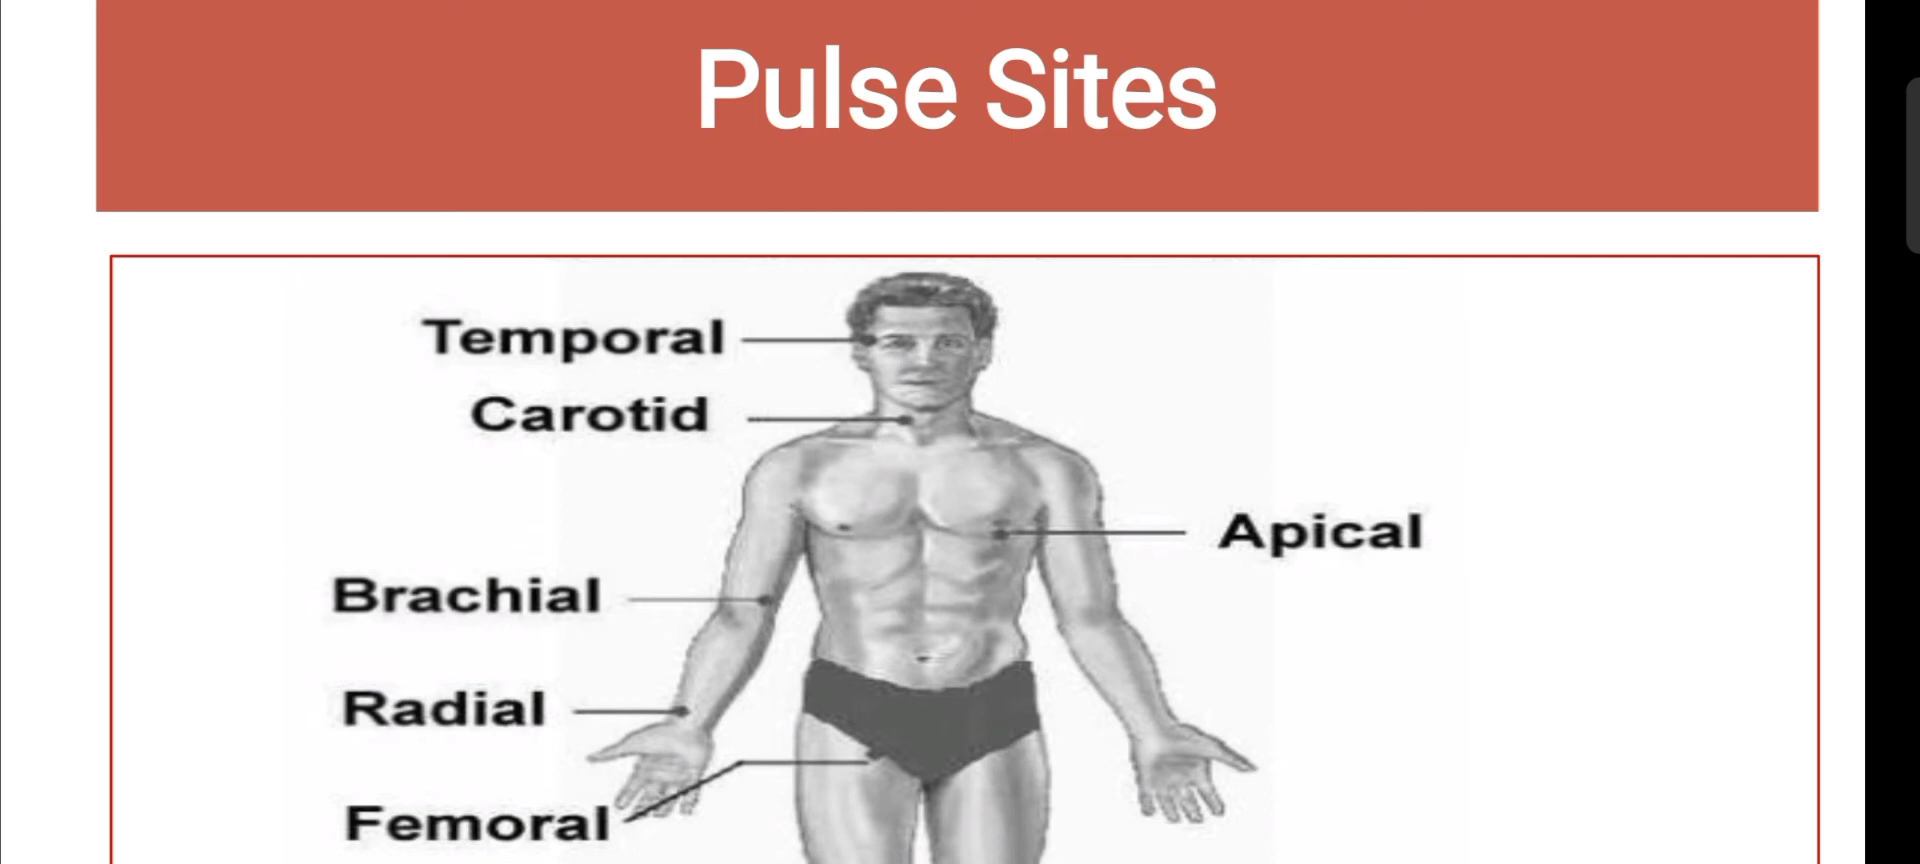 Pulse Sites
Temporal
Carotid
Apical
Brachial
Radial
Femoral